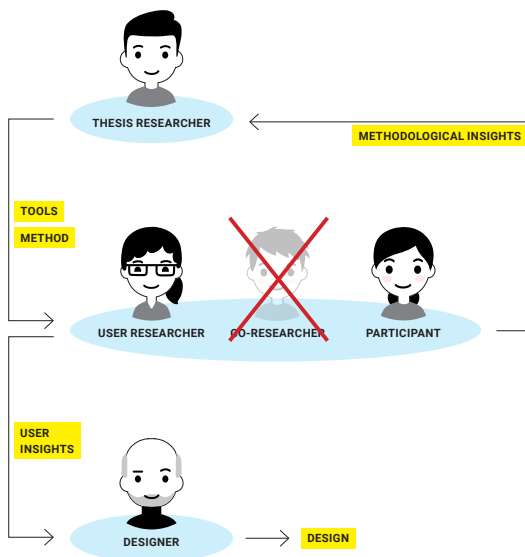 THESIS RESEARCHER
METHODOLOGICAL INSIGHTS
TOOLS
METHOD
USER RESEARCHER
CO-RESEARCHER
PARTICIPANT
USER
INSIGHTS
DESIGNER
DESIGN